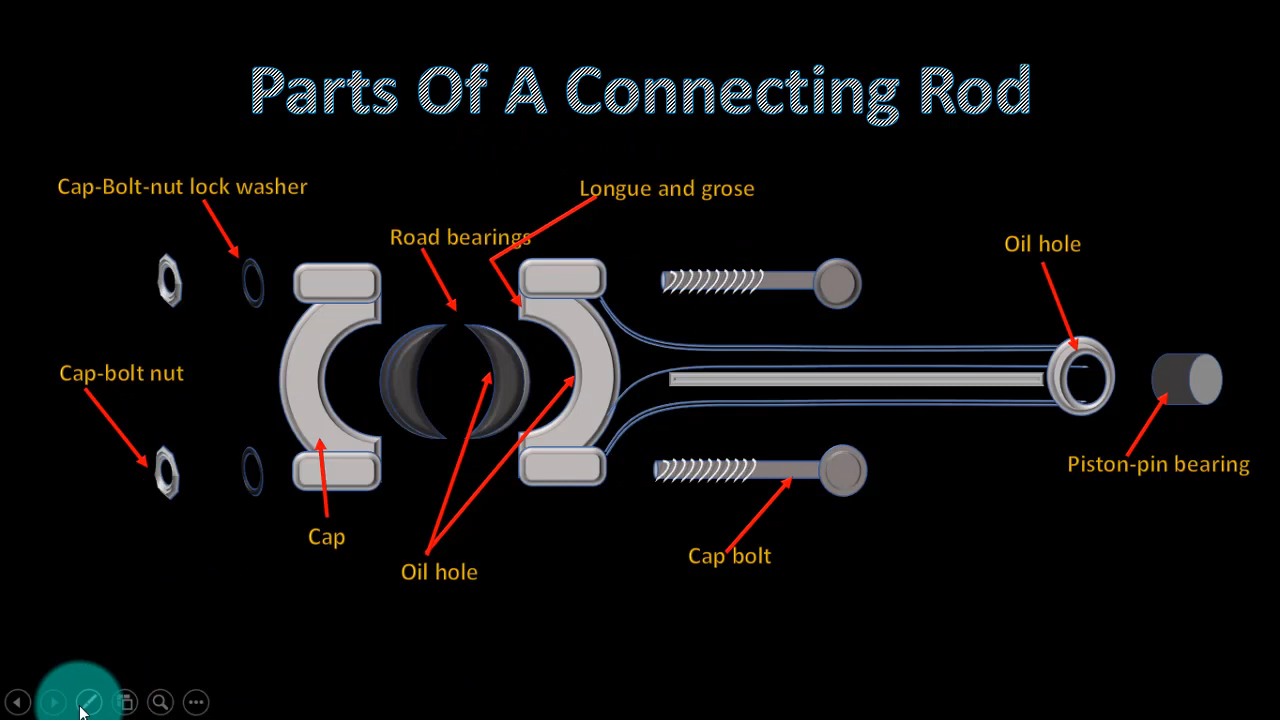 Parts Of A Connecting Rod
Cap-Bolt-nut lock washer
Longue and grose
Road bearings
Oil hole
Cap-bolt nut
Piston-pin bearing
Cap
Cap bolt
Oil hole